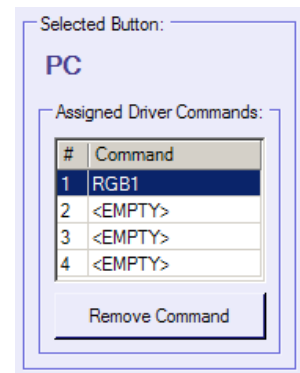 Selected Button:
PC
Assigned Driver Commands:
# Command
1 RGB1
2 <EMPTY>
3 <EMPTY>
4 <EMPTY>
Remove Command